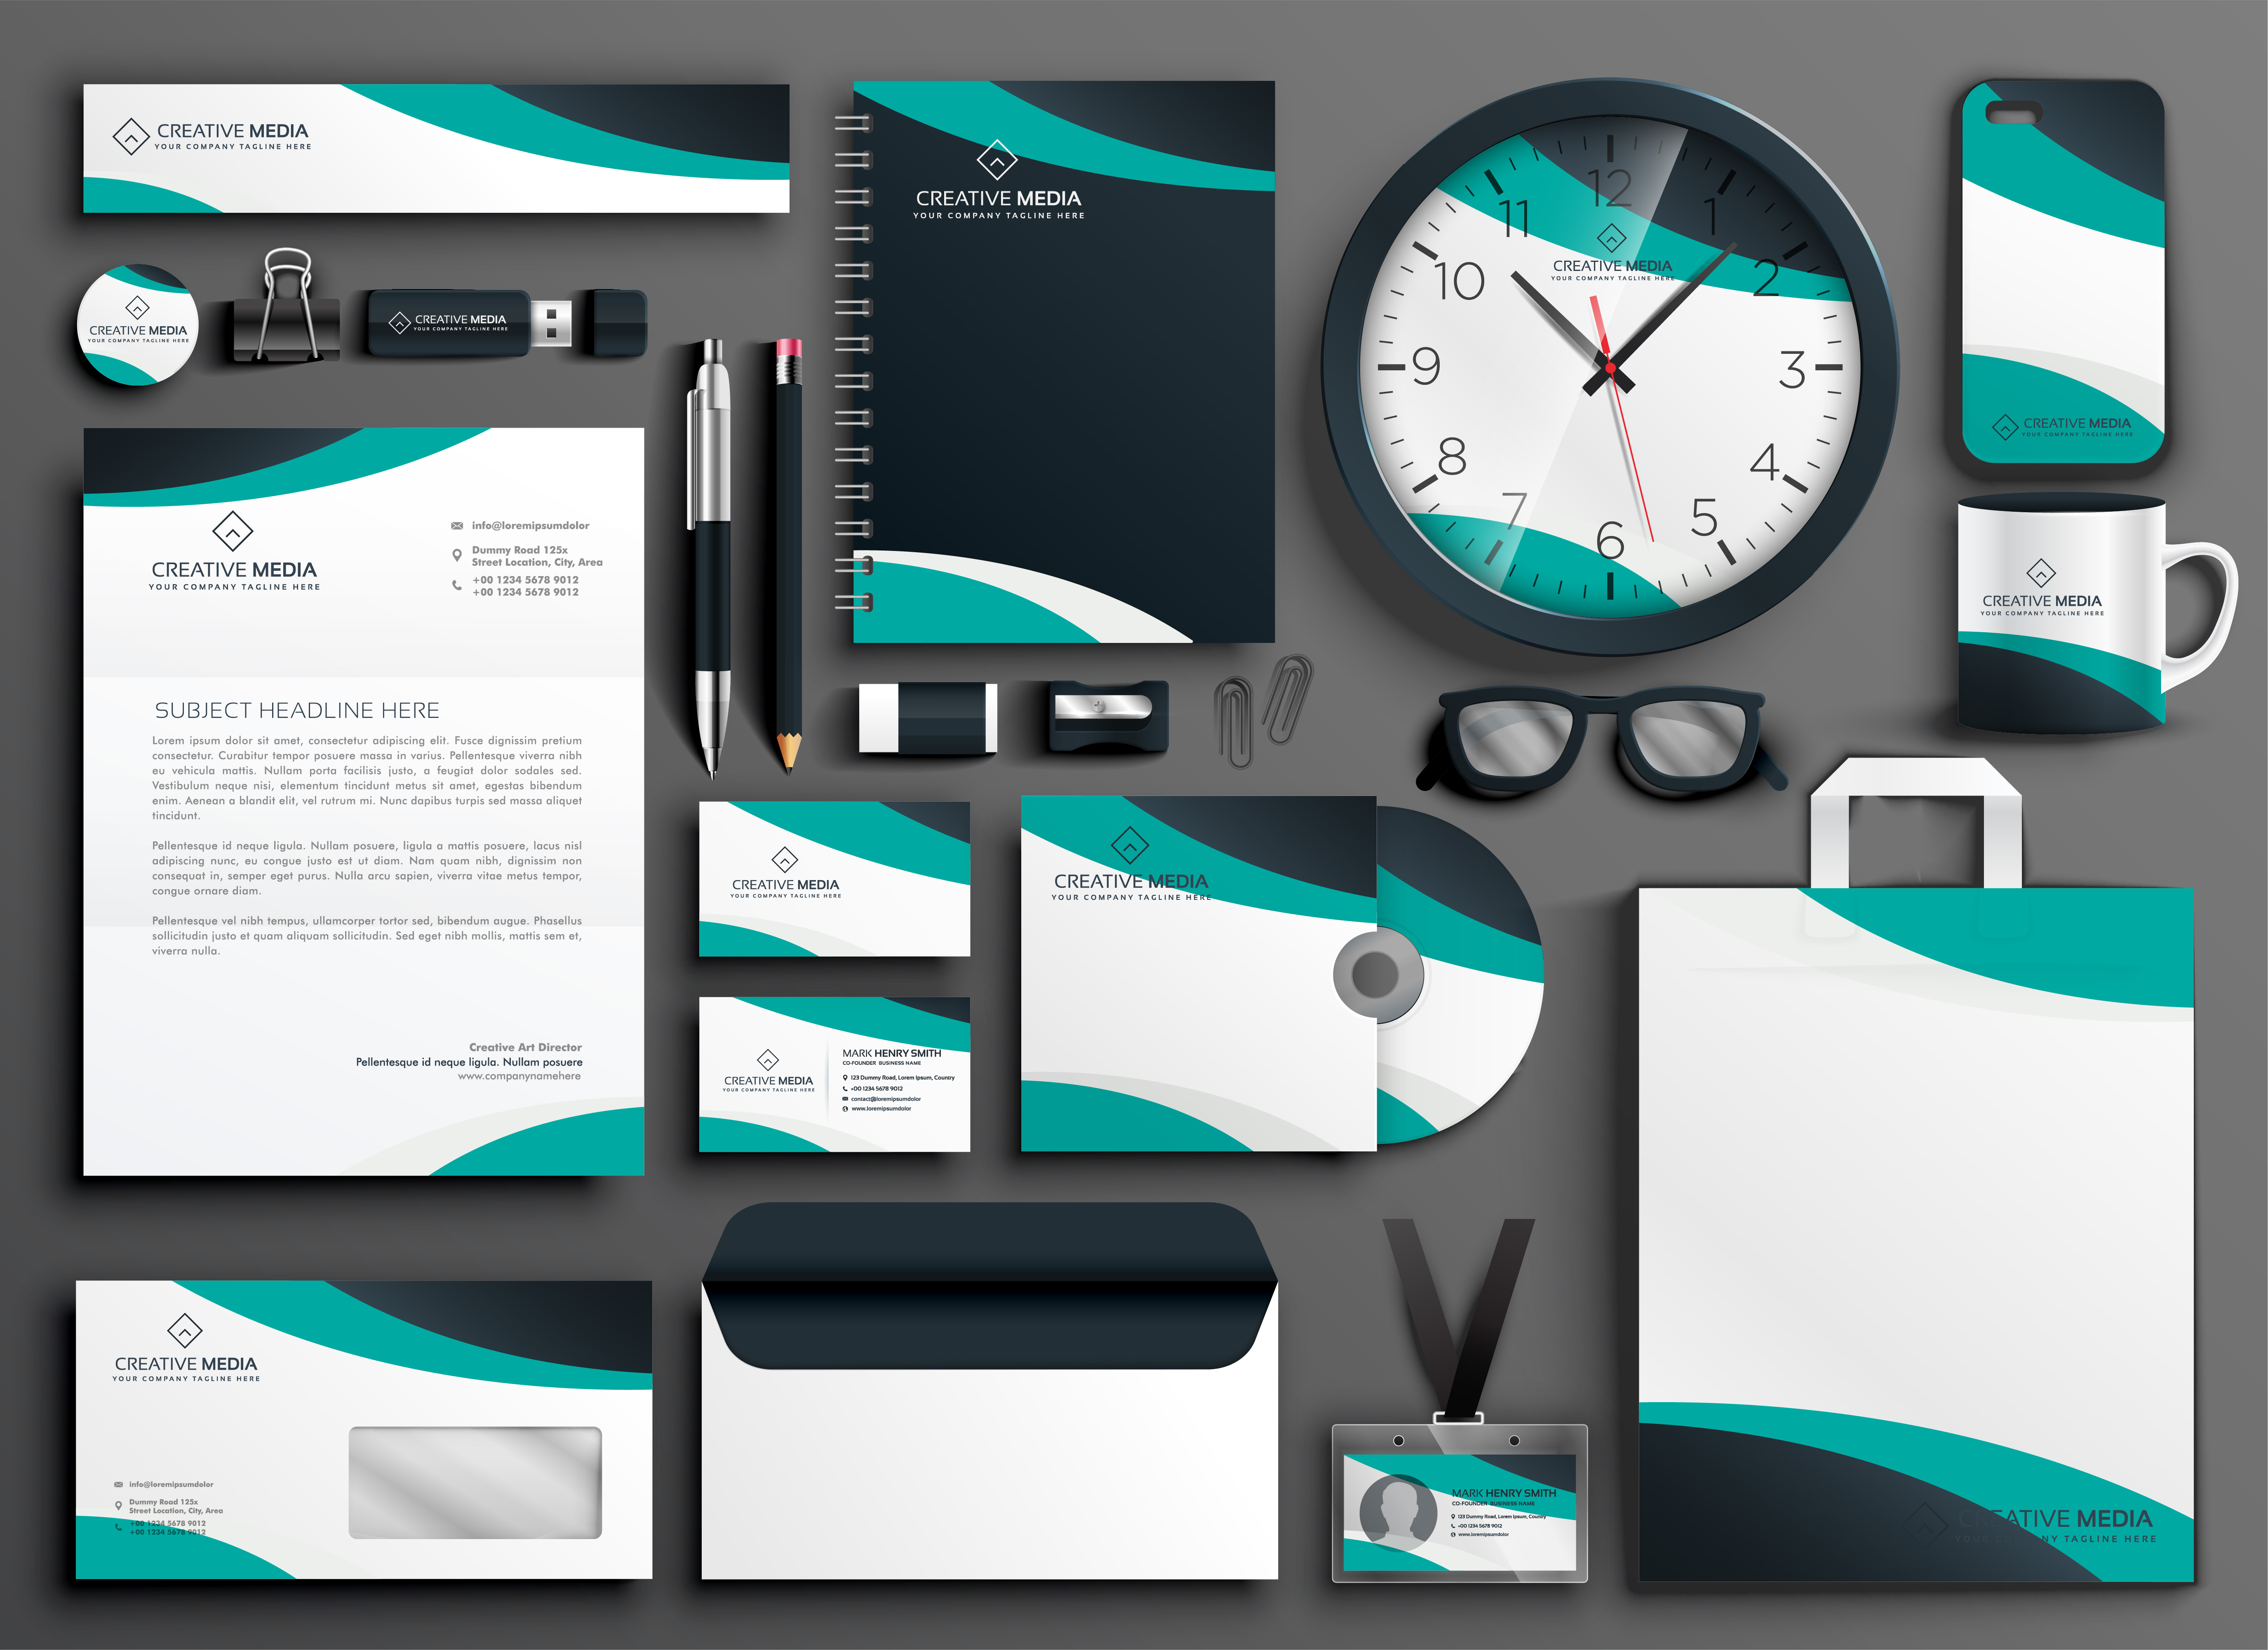 CREATIVE MEDIA
YOUR COMPANY TAGLINE HERE
CREATIVE MEDIA
YOUR COMPANY TAGLINE HERE
CREATIVE MEDIA
YOUR COMPANY TAGLINE HERE
CREATIVE MEDIA
YOUR COMPANY TAGLINE HERE
12
1
2
3
4
5
6
7
8
9
10
11
CREATIVE MEDIA
YOUR COMPANY TAGLINE HERE
CREATIVE MEDIA
YOUR COMPANY TAGLINE HERE
CREATIVE MEDIA
YOUR COMPANY TAGLINE HERE
CREATIVE MEDIA
YOUR COMPANY TAGLINE HERE
info@loremipsumdolor
Dummy Road 125x
Street Location, City, Area
+00 1234 5678 9012
+00 1234 5678 9012
SUBJECT HEADLINE HERE
Lorem ipsum dolor sit amet, consectetur adipiscing elit. Fusce dignissim pretium
consectetur. Curabitur tempor posuere massa in varius. Pellentesque viverra nibh
eu vehicula mattis. Nullam porta facilisis justo, a feugiat dolor sodales sed.
Vestibulum neque nisi, elementum tincidunt metus sit amet, egestas bibendum
enim. Aenean a blandit elit, vel rutrum mi. Nunc dapibus turpis sed massa aliquet
tincidunt.
Pellentesque id neque ligula. Nullam posuere, ligula a mattis posuere, lacus nisl
adipiscing nunc, eu congue justo est ut diam. Nam quam nibh, dignissim non
consequat in, semper eget purus. Nulla arcu sapien, viverra vitae metus tempor,
congue ornare diam.
Pellentesque vel nibh tempus, ullamcorper tortor sed, bibendum augue. Phasellus
sollicitudin justo et quam aliquam sollicitudin. Sed eget nibh mollis, mattis sem et,
viverra nulla.
Creative Art Director
Pellentesque id neque ligula. Nullam posuere
www.companynamehere
CREATIVE MEDIA
YOUR COMPANY TAGLINE HERE
CREATIVE MEDIA
YOUR COMPANY TAGLINE HERE
MARK HENRY SMITH
CO-FOUNDER BUSINESS NAME
123 Dummy Road, Lorem Ipsum, Country
+00 1234 5678 9012
contact@loremipsumdolor
www.loremipsumdolor
CREATIVE MEDIA
YOUR COMPANY TAGLINE HERE
CREATIVE MEDIA
YOUR COMPANY TAGLINE HERE
info@loremipsumdolor
Dummy Road 125x
Street Location, City, Area
+00 1234 5678 9012
+00 1234 5678 9012
MARK HENRY SMITH
CO-FOUNDER BUSINESS NAME
123 Dummy Road, Lorem Ipsum, Country
+00 1234 5678 9012
www.loremipsumdolor
CREATIVE MEDIA
YOUR COMPANY TAGLINE HERE